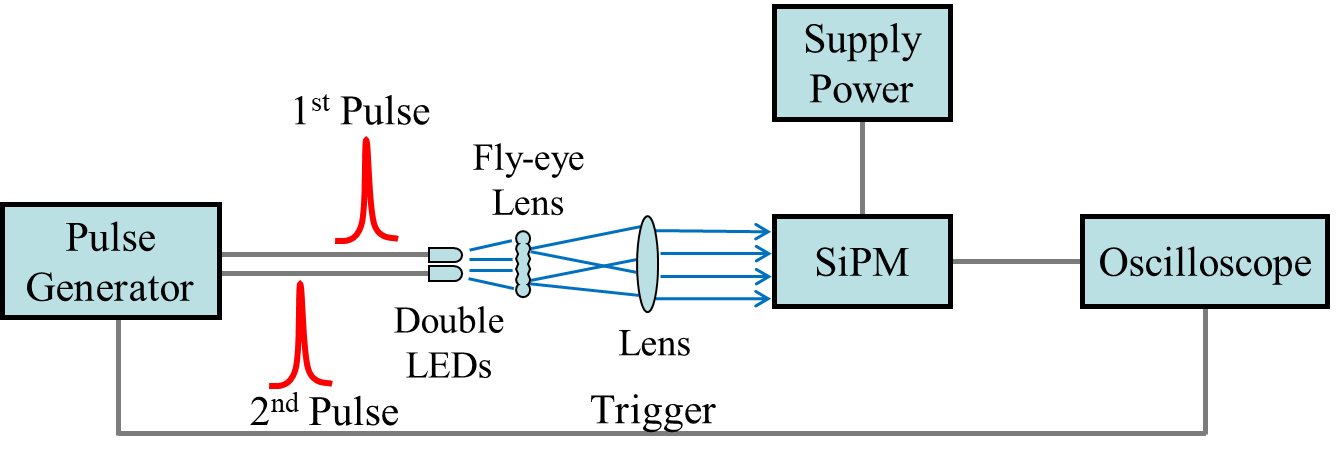 Supply
Power
1st Pulse
Fly-eye
Lens
Pulse
Generator
SiPM
Oscilloscope
Double
LEDs
Lens
2nd Pulse
Trigger